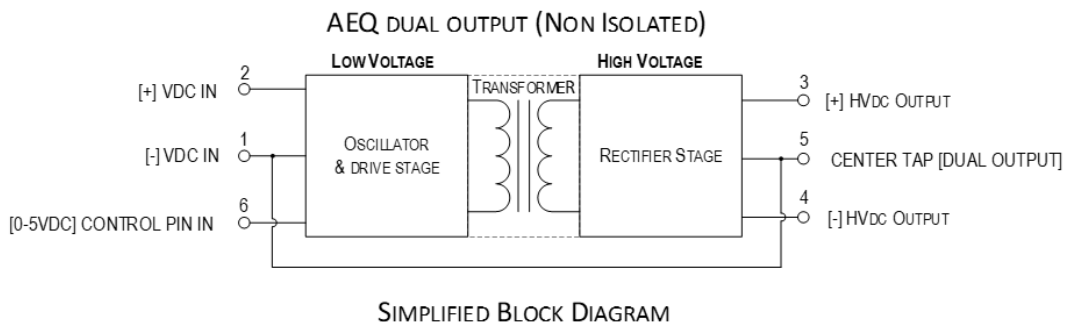 AEQ DUAL OUTPUT (NON ISOLATED)
LOW VOLTAGE
HIGH VOLTAGE
TRANSFORMER
2
[+] VDC IN
1
[-] VDC IN
6
[0-5VDC] CONTROL PIN IN
OSCILLATOR
& DRIVE STAGE
RECTIFIER STAGE
3
[+] HVDC OUTPUT
5
CENTER TAP [DUAL OUTPUT]
4
[-] HVDC OUTPUT
SIMPLIFIED BLOCK DIAGRAM